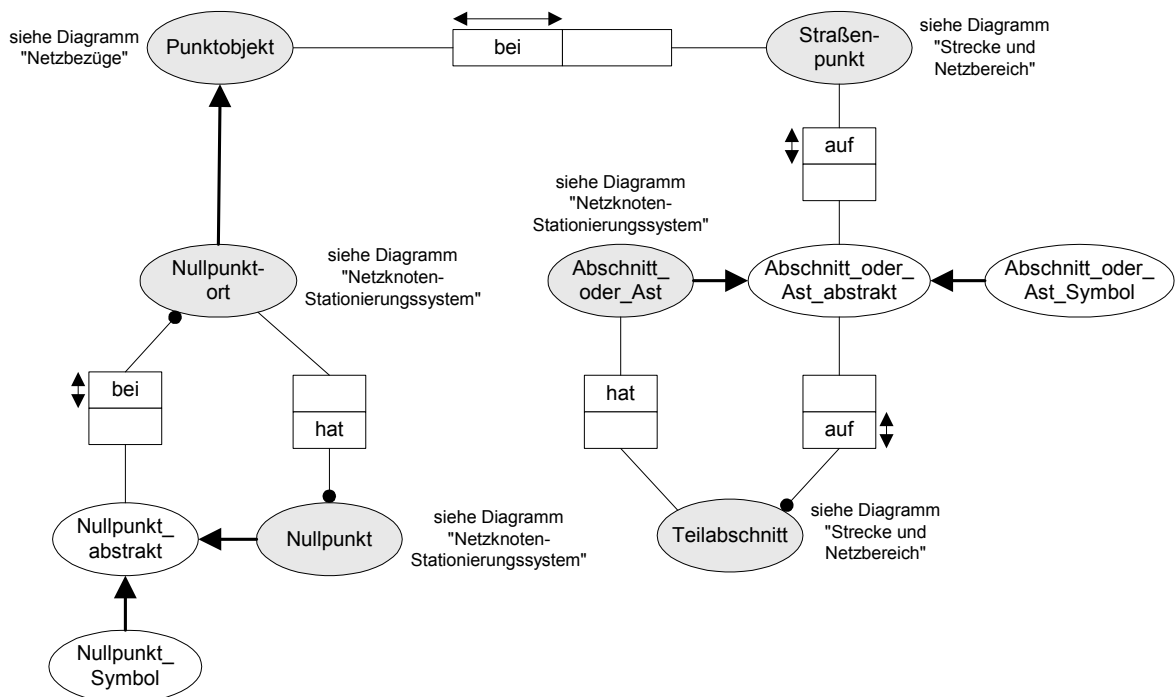 siehe Diagramm
"Netzbezüge"
Punktobjekt
bei
Straßen-
punkt
siehe Diagramm
"Strecke und
Netzbereich"
auf
siehe Diagramm
"Netzknoten-
Stationierungssystem"
Nullpunkt-
ort
siehe Diagramm
"Netzknoten-
Stationierungssystem"
Abschnitt_
oder_Ast
Abschnitt_oder_
Ast_abstrakt
Abschnitt_oder_
Ast_Symbol
bei
hat
hat
auf
Nullpunkt_
abstrakt
Nullpunkt
siehe Diagramm
"Netzknoten-
Stationierungssystem"
Teilabschnitt
siehe Diagramm
"Strecke und
Netzbereich"
Nullpunkt_
Symbol